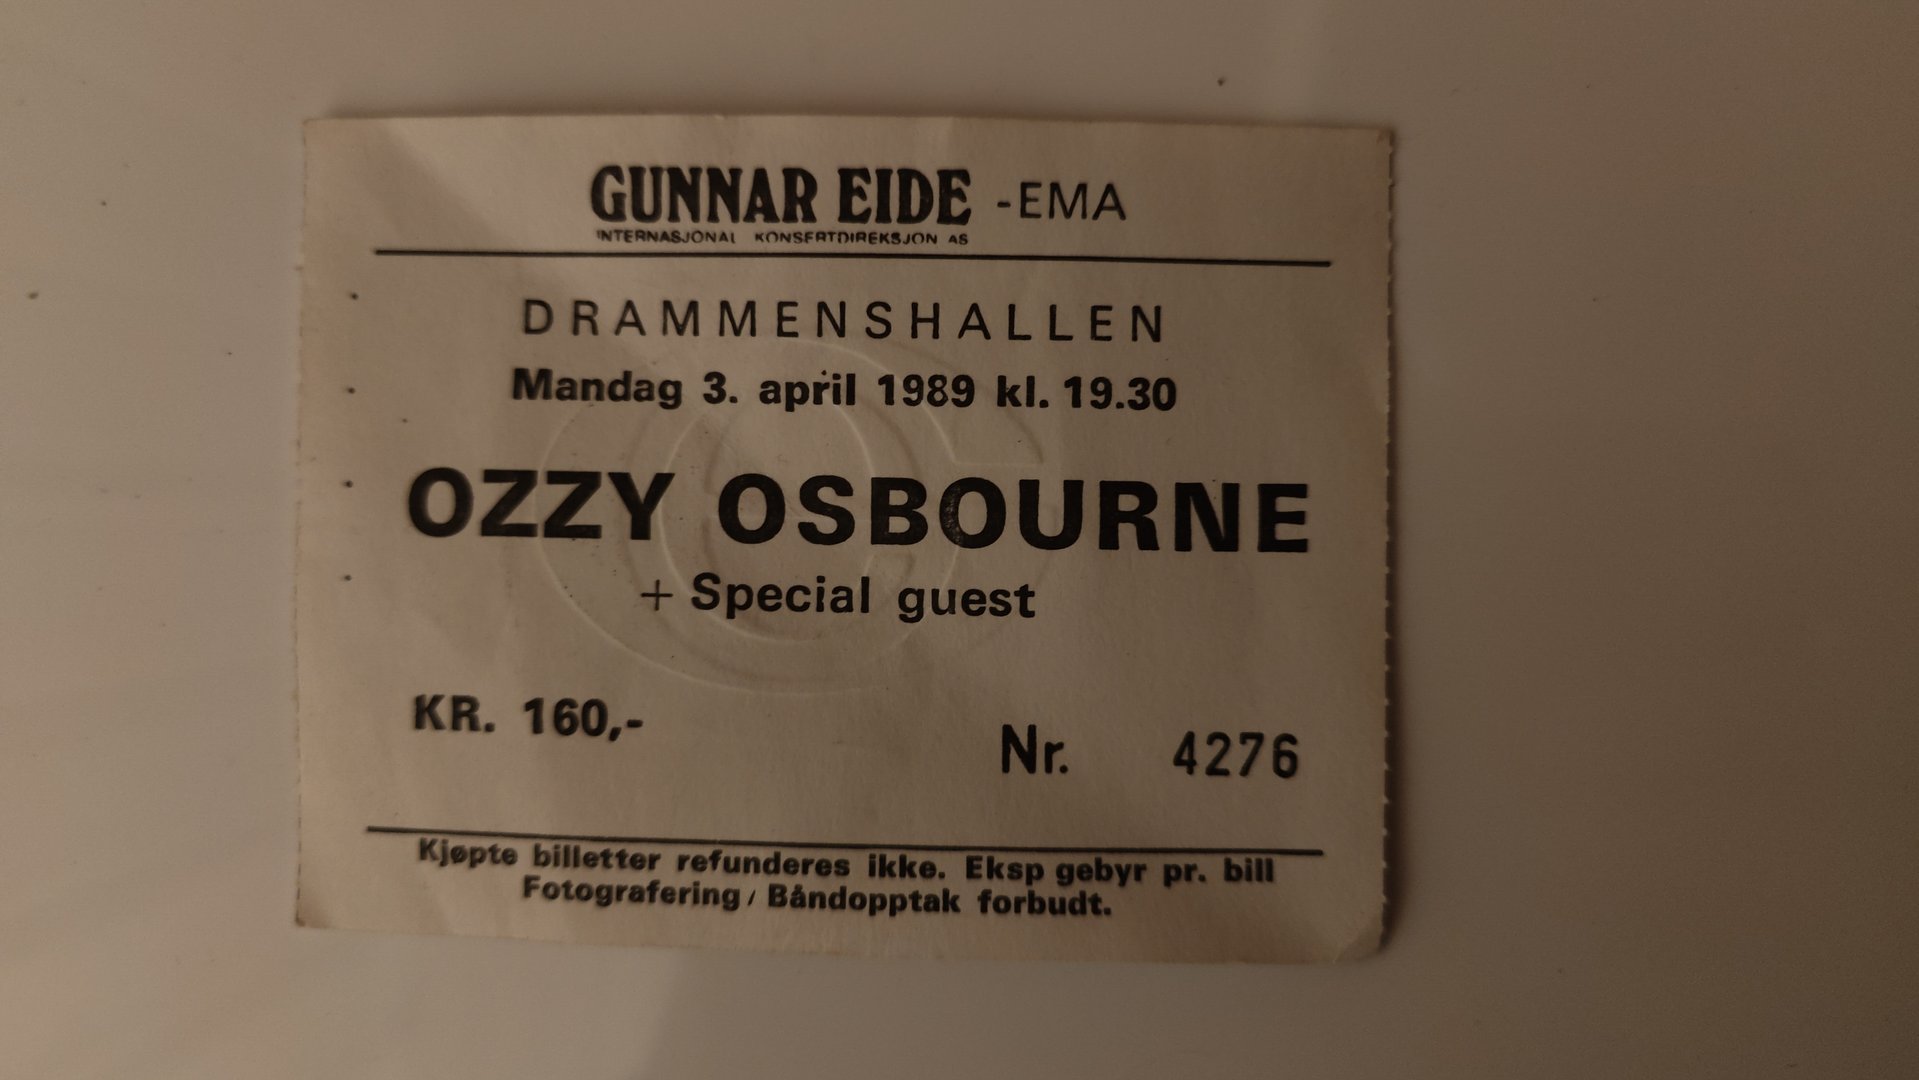 GUNNAR EIDE -EMA
INTERNASJONAL KONSERTDIREKSJON AS
DRAMMENSHALLEN
Mandag 3. april 1989 kl. 19.30
OZZY OSBOURNE
+ Special guest
KR. 160,-
Nr. 4276
Kjøpte billetter refunderes ikke. Eksp gebyr pr. bill
Fotografering / Båndopptak forbudt.